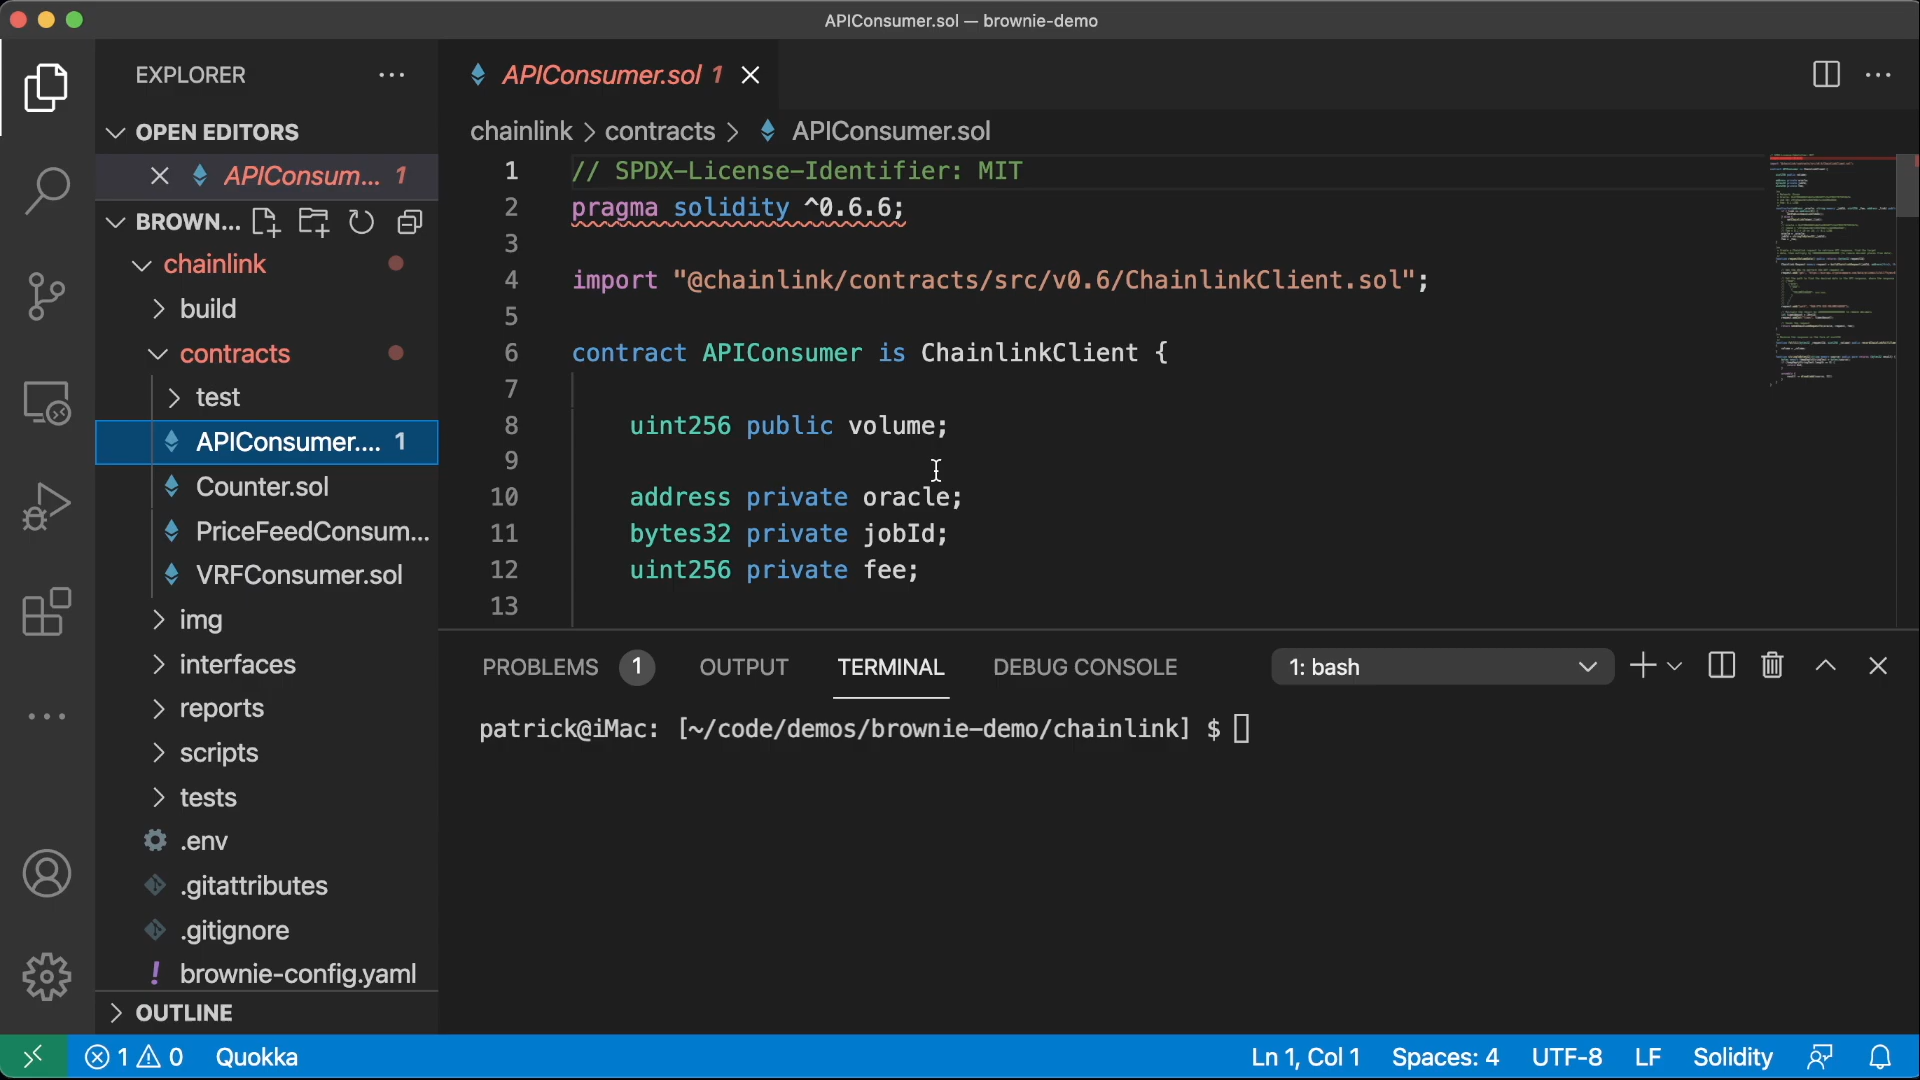 APIConsumer.sol — brownie-demo
EXPLORER
OPEN EDITORS
APIConsum... 1
BROWN...
chainlink
build
contracts
test
APIConsumer.... 1
Counter.sol
PriceFeedConsum...
VRFConsumer.sol
img
interfaces
reports
scripts
tests
.env
.gitattributes
.gitignore
! brownie-config.yaml
OUTLINE
APIConsumer.sol 1
chainlink > contracts > APIConsumer.sol
1 // SPDX-License-Identifier: MIT
2 pragma solidity ^0.6.6;
3
4 import "@chainlink/contracts/src/v0.6/ChainlinkClient.sol";
5
6 contract APIConsumer is ChainlinkClient {
7
8 uint256 public volume;
9
10 address private oracle;
11 bytes32 private jobId;
12 uint256 private fee;
13
PROBLEMS 1 OUTPUT TERMINAL DEBUG CONSOLE 1: bash
patrick@iMac: [~/code/demos/brownie-demo/chainlink] $
1 0 Quokka Ln 1, Col 1 Spaces: 4 UTF-8 LF Solidity